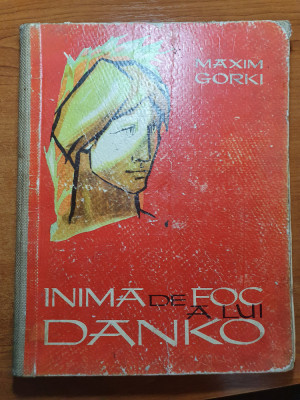 MAXIM
GORKI
INIMA DE FOC
A LUI
DANKO